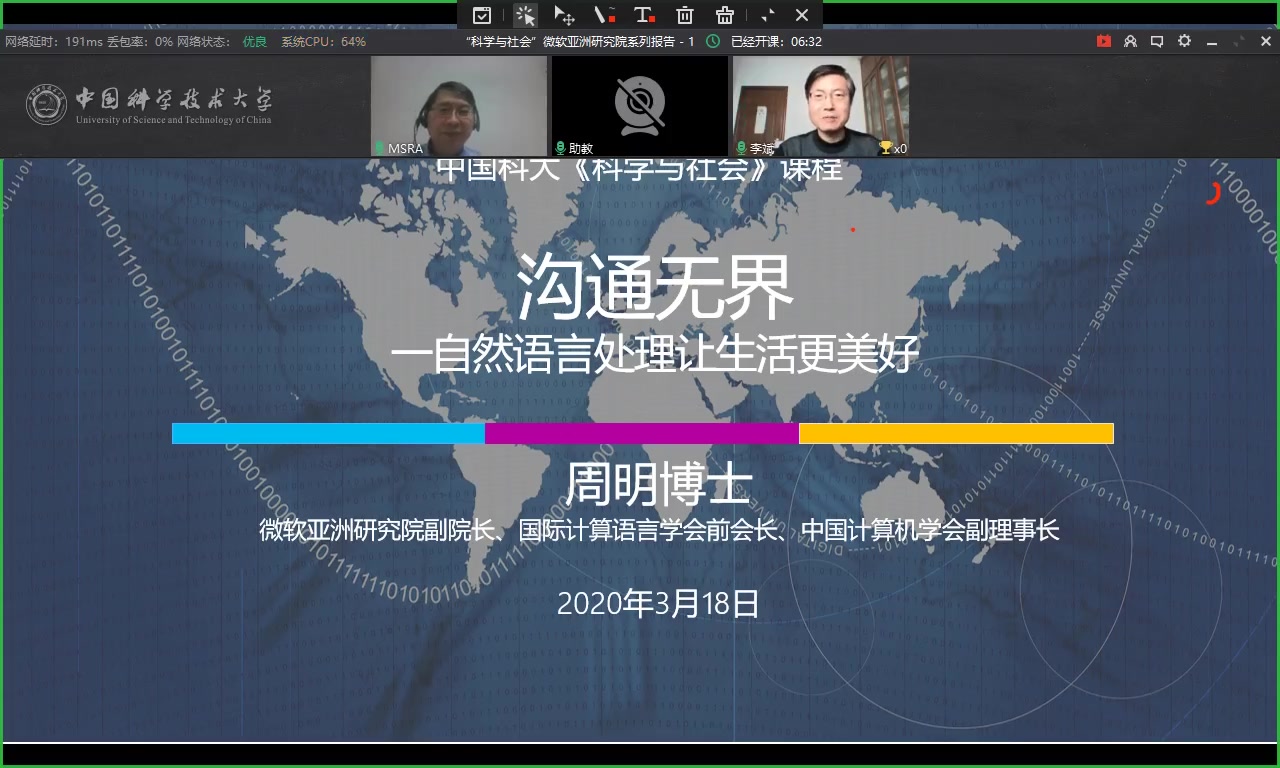 网络延时：191ms 丢包率：0% 网络状态： 优良 系统CPU：64%
“科学与社会”微软亚洲研究院系列报告 - 1 已经开课：06:32
中国科学技术大学
University of Science and Technology of China
MSRA
助教
李斌
x0
中国科大《科学与社会》课程
沟通无界
一自然语言处理让生活更美好
周明博士
微软亚洲研究院副院长、国际计算语言学会前会长、中国计算机学会副理事长
2020年3月18日
DIGITAL UNIVERSE